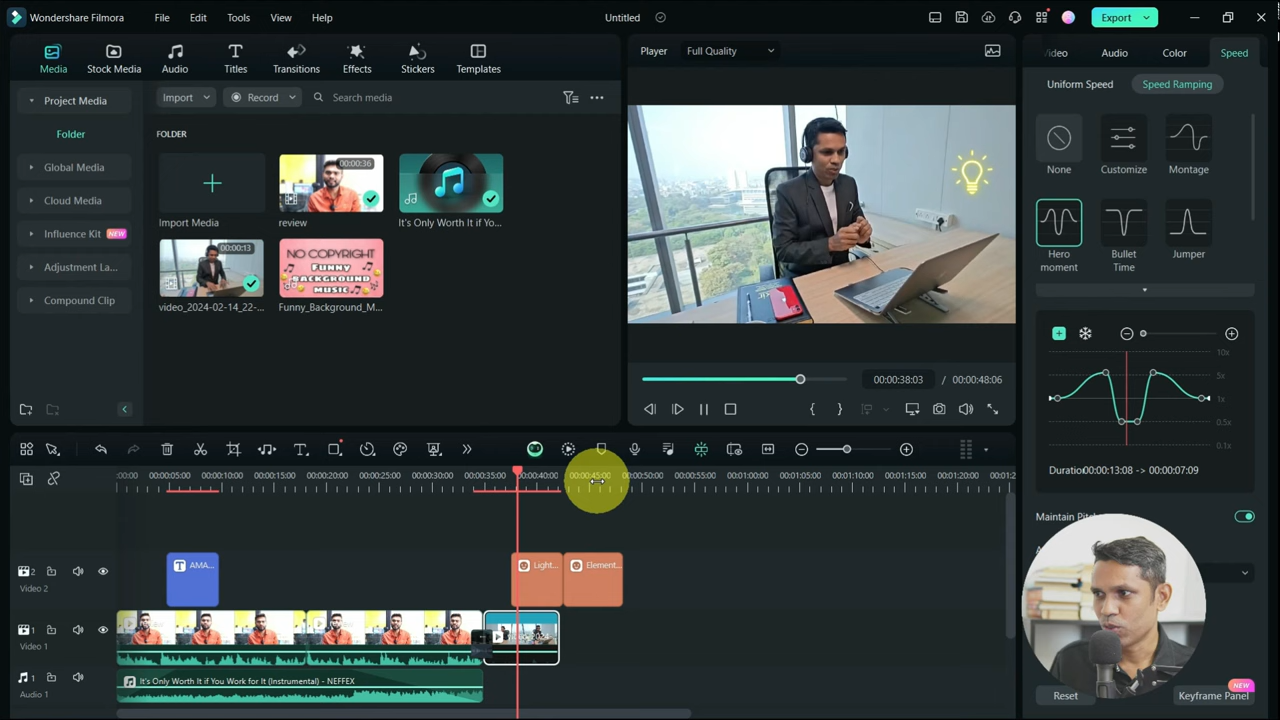 Wondershare Filmora File Edit Tools View Help Untitled Export
Media Stock Media Audio Titles Transitions Effects Stickers Templates
Project Media
Folder
Global Media
Cloud Media
Influence Kit NEW
Adjustment La...
Compound Clip
Import Record Search media
FOLDER
Import Media
00:00:36
review
It's Only Worth It if Yo...
00:00:13
video_2024-02-14_22-...
NO COPYRIGHT
FUNNY
BACKGROUND
MUSIC
Funny_Background_M...
Player Full Quality
00:00:38:03 / 00:00:48:06
Video Audio Color Speed
Uniform Speed Speed Ramping
None Customize Montage
Hero
moment
Bullet
Time
Jumper
10x
5x
1x
0.5x
0.1x
Duration00:00:13:08 -> 00:00:07:09
Maintain Pitch
Reset Keyframe Panel NEW
:00:00 00:00:05:00 00:00:10:00 00:00:15:00 00:00:20:00 00:00:25:00 00:00:30:00 00:00:35:00 00:00:40:00 00:00:45:00 00:00:50:00 00:00:55:00 00:01:00:00 00:01:05:00 00:01:10:00 00:01:15:00 00:01:20:00 00:01:2
2
Video 2
T AMA...
Light...
Element...
1
Video 1
1
Audio 1
It's Only Worth It if You Work for It (Instrumental) - NEFFEX